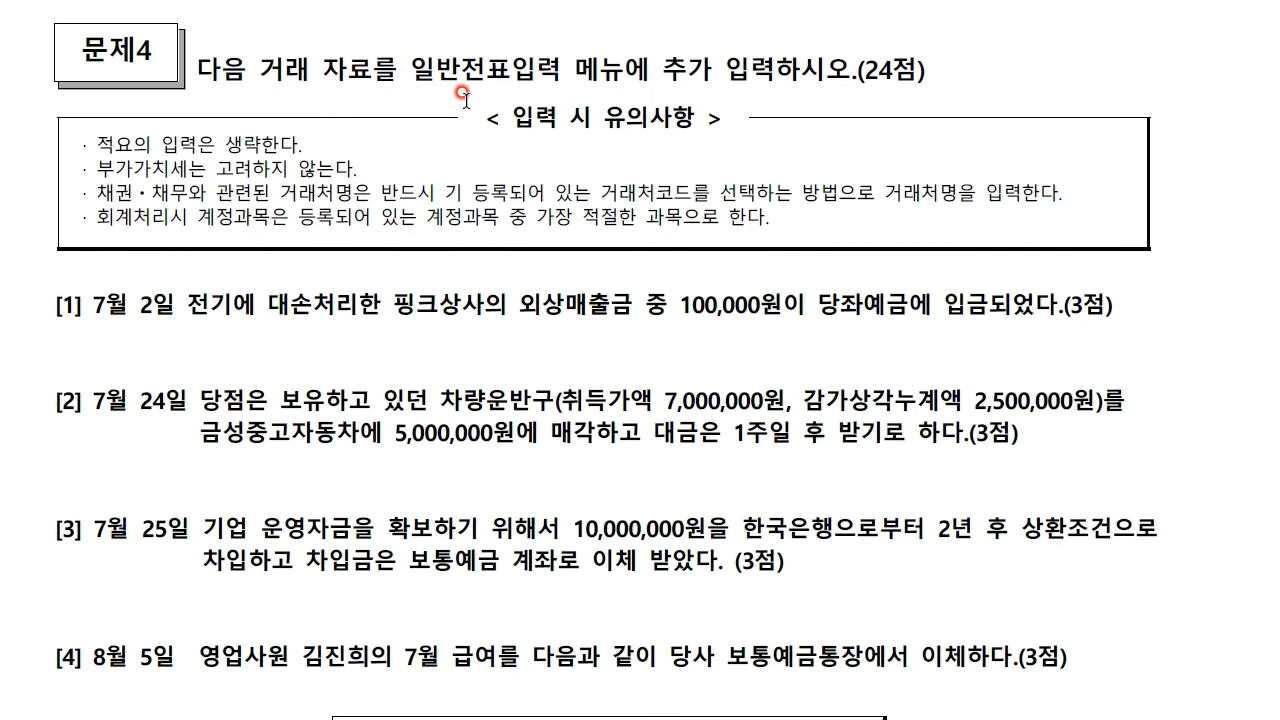 문제4
다음 거래 자료를 일반전표입력 메뉴에 추가 입력하시오.(24점)
< 입력 시 유의사항 >
· 적요의 입력은 생략한다.
· 부가가치세는 고려하지 않는다.
· 채권・채무와 관련된 거래처명은 반드시 기 등록되어 있는 거래처코드를 선택하는 방법으로 거래처명을 입력한다.
· 회계처리시 계정과목은 등록되어 있는 계정과목 중 가장 적절한 과목으로 한다.
[1] 7월 2일 전기에 대손처리한 핑크상사의 외상매출금 중 100,000원이 당좌예금에 입금되었다.(3점)
[2] 7월 24일 당점은 보유하고 있던 차량운반구(취득가액 7,000,000원, 감가상각누계액 2,500,000원)를
금성중고자동차에 5,000,000원에 매각하고 대금은 1주일 후 받기로 하다.(3점)
[3] 7월 25일 기업 운영자금을 확보하기 위해서 10,000,000원을 한국은행으로부터 2년 후 상환조건으로
차입하고 차입금은 보통예금 계좌로 이체 받았다. (3점)
[4] 8월 5일 영업사원 김진희의 7월 급여를 다음과 같이 당사 보통예금통장에서 이체하다.(3점)